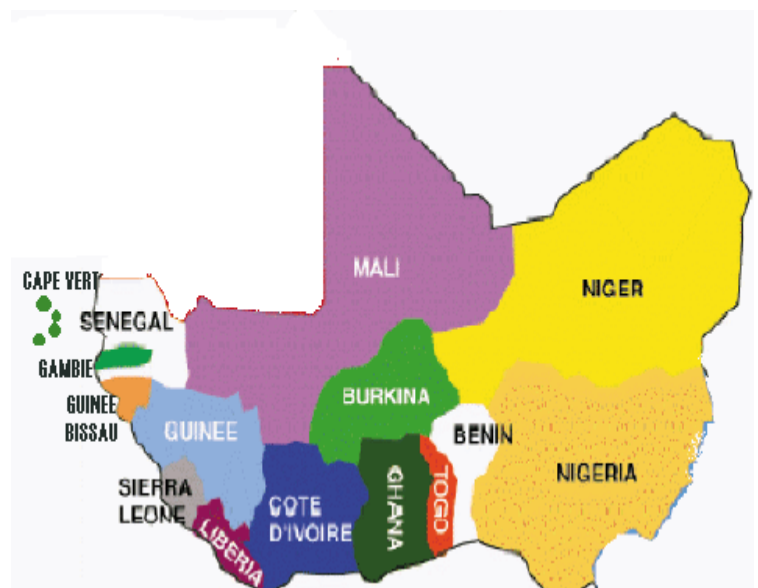 MALI
NIGER
CAPE VERT
SENEGAL
GAMBIE
GUINEE
BISSAU
BURKINA
GUINEE
BENIN
NIGERIA
SIERRA
LEONE
LIBERIA
COTE
D'IVOIRE
GHANA
TOGO